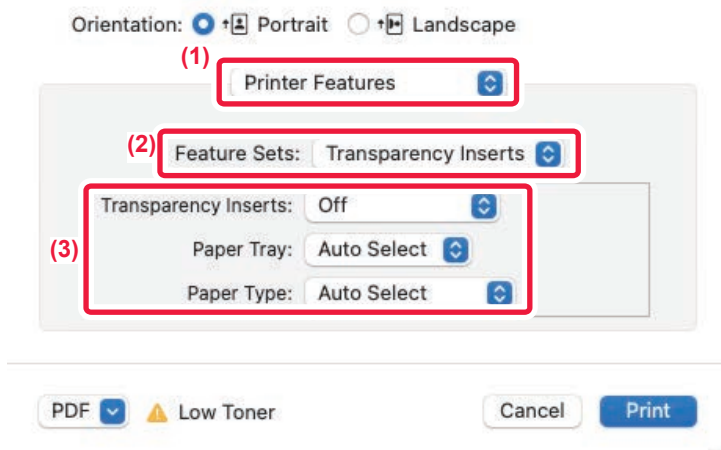 Orientation: Portrait Landscape
(1)
Printer Features
(2)
Feature Sets: Transparency Inserts
Transparency Inserts: Off
(3)
Paper Tray: Auto Select
Paper Type: Auto Select
PDF Low Toner Cancel Print